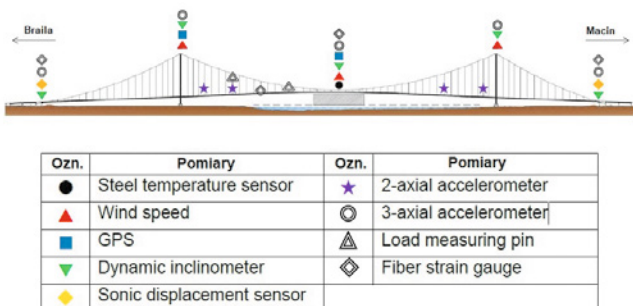 Braila Macin
Ozn. Pomiary Ozn. Pomiary
Steel temperature sensor 2-axial accelerometer
Wind speed 3-axial accelerometer
GPS Load measuring pin
Dynamic inclinometer Fiber strain gauge
Sonic displacement sensor